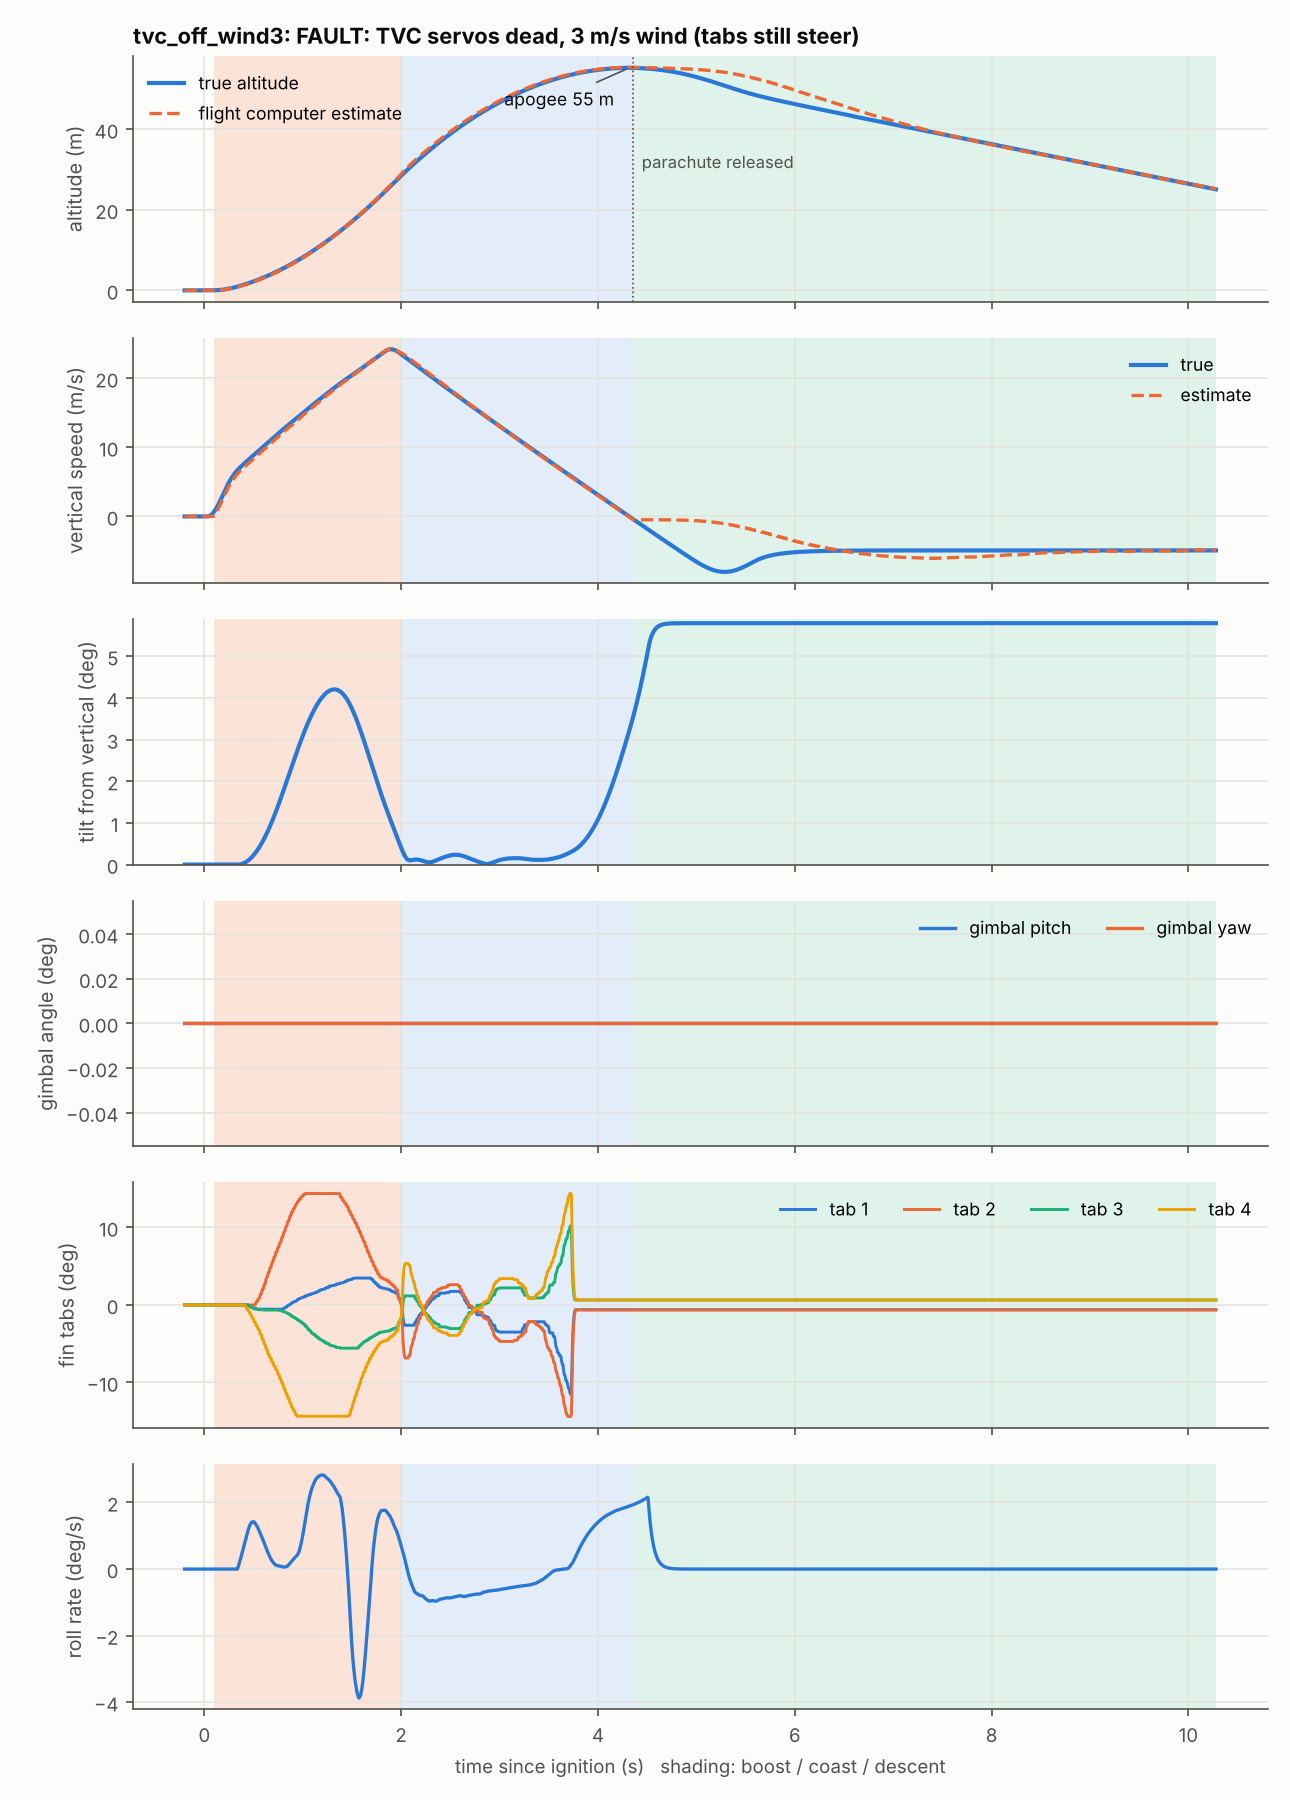 tvc_off_wind3: FAULT: TVC servos dead, 3 m/s wind (tabs still steer)
true altitude
flight computer estimate
apogee 55 m
parachute released
altitude (m)
40
20
0
true
estimate
vertical speed (m/s)
20
10
0
tilt from vertical (deg)
5
4
3
2
1
0
gimbal pitch gimbal yaw
gimbal angle (deg)
0.04
0.02
0.00
−0.02
−0.04
tab 1 tab 2 tab 3 tab 4
fin tabs (deg)
10
0
−10
roll rate (deg/s)
2
0
−2
−4
0 2 4 6 8 10
time since ignition (s) shading: boost / coast / descent